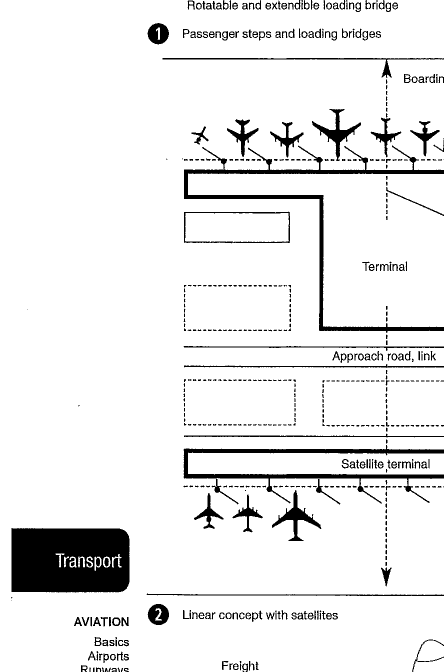 Rotatable and extendible loading bridge
1 Passenger steps and loading bridges
Boardin
Terminal
Approach road, link
Satellite terminal
Transport
2 Linear concept with satellites
AVIATION
Basics
Airports
Runways
Freight